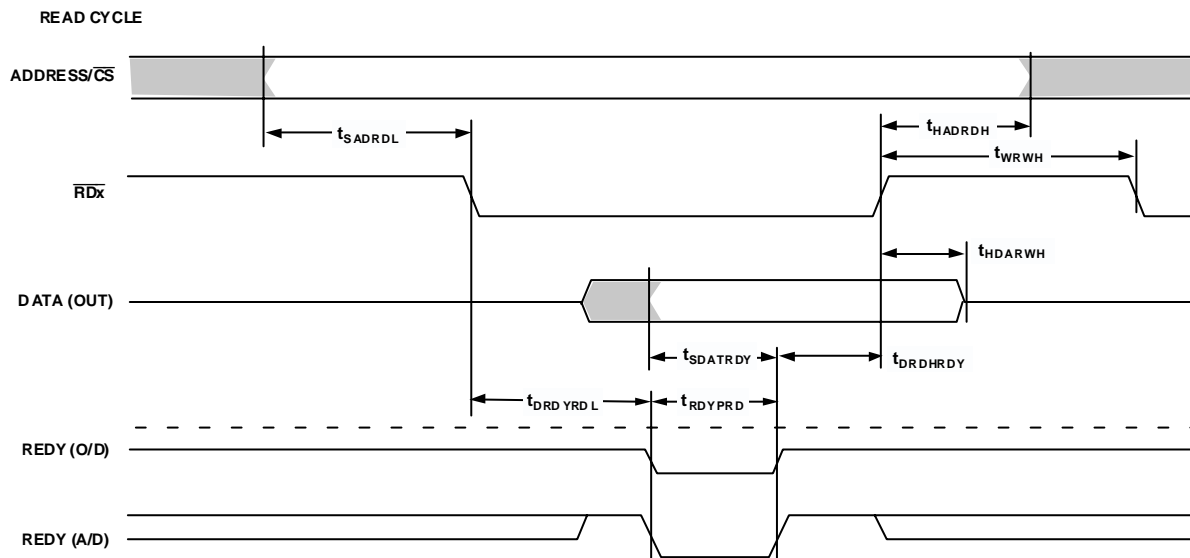 READ CYCLE
ADDRESS/CS
tSADRDL
tHADRDH
tWRWH
RDx
tHDARWH
DATA (OUT)
tSDATRDY
tDRDHRDY
tDRDYRDL
tRDYPRD
REDY (O/D)
REDY (A/D)